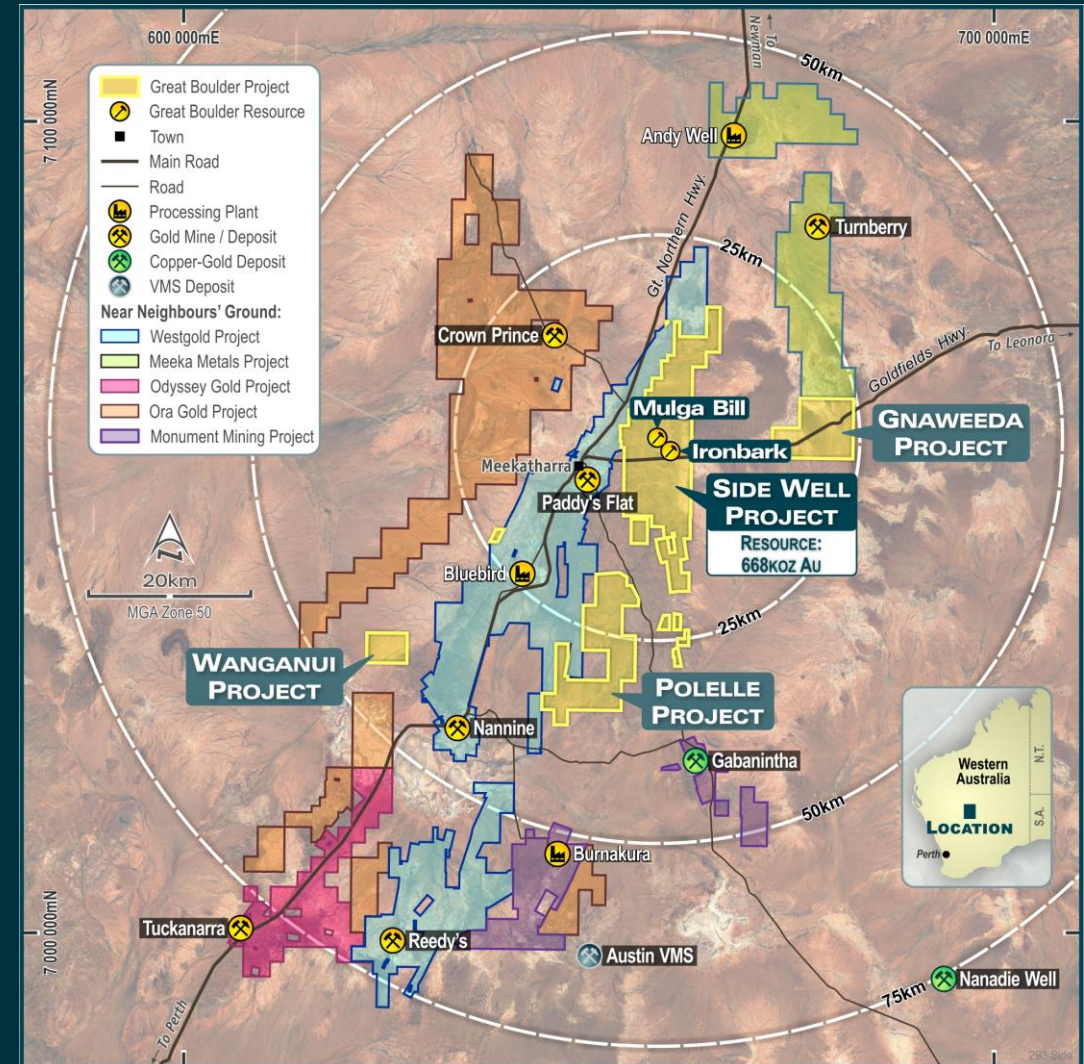 600 000mE
700 000mE
7 100 000mN
7 000 000mN
Great Boulder Project
Great Boulder Resource
Town
Main Road
Road
Processing Plant
Gold Mine / Deposit
Copper-Gold Deposit
VMS Deposit
Near Neighbours' Ground:
Westgold Project
Meeka Metals Project
Odyssey Gold Project
Ora Gold Project
Monument Mining Project
To
Newman
50km
Andy Well
Gt. Northern Hwy.
Turnberry
25km
Crown Prince
To Leonora
Goldfields Hwy.
Mulga Bill
Ironbark
GNAWEEDA
PROJECT
Meekatharra
Paddy's Flat
SIDE WELL
PROJECT
RESOURCE:
668KOZ AU
N
20km
MGA Zone 50
Bluebird
25km
WANGANUI
PROJECT
POLELLE
PROJECT
Nannine
Gabanintha
Western
Australia
N.T.
S.A.
LOCATION
Perth
50km
Burnakura
Tuckanarra
Reedy's
Austin VMS
75km
Nanadie Well
To Perth
293 Side